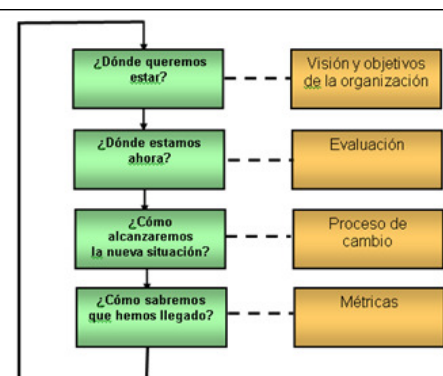 ¿Dónde queremos
estar?
Visión y objetivos
de la organización
¿Dónde estamos
ahora?
Evaluación
¿Cómo
alcanzaremos
la nueva situación?
Proceso de
cambio
¿Cómo sabremos
que hemos llegado?
Métricas